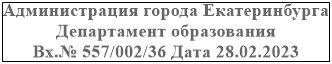 Администрация города Екатеринбурга
Департамент образования
Вх.№ 557/002/36 Дата 28.02.2023